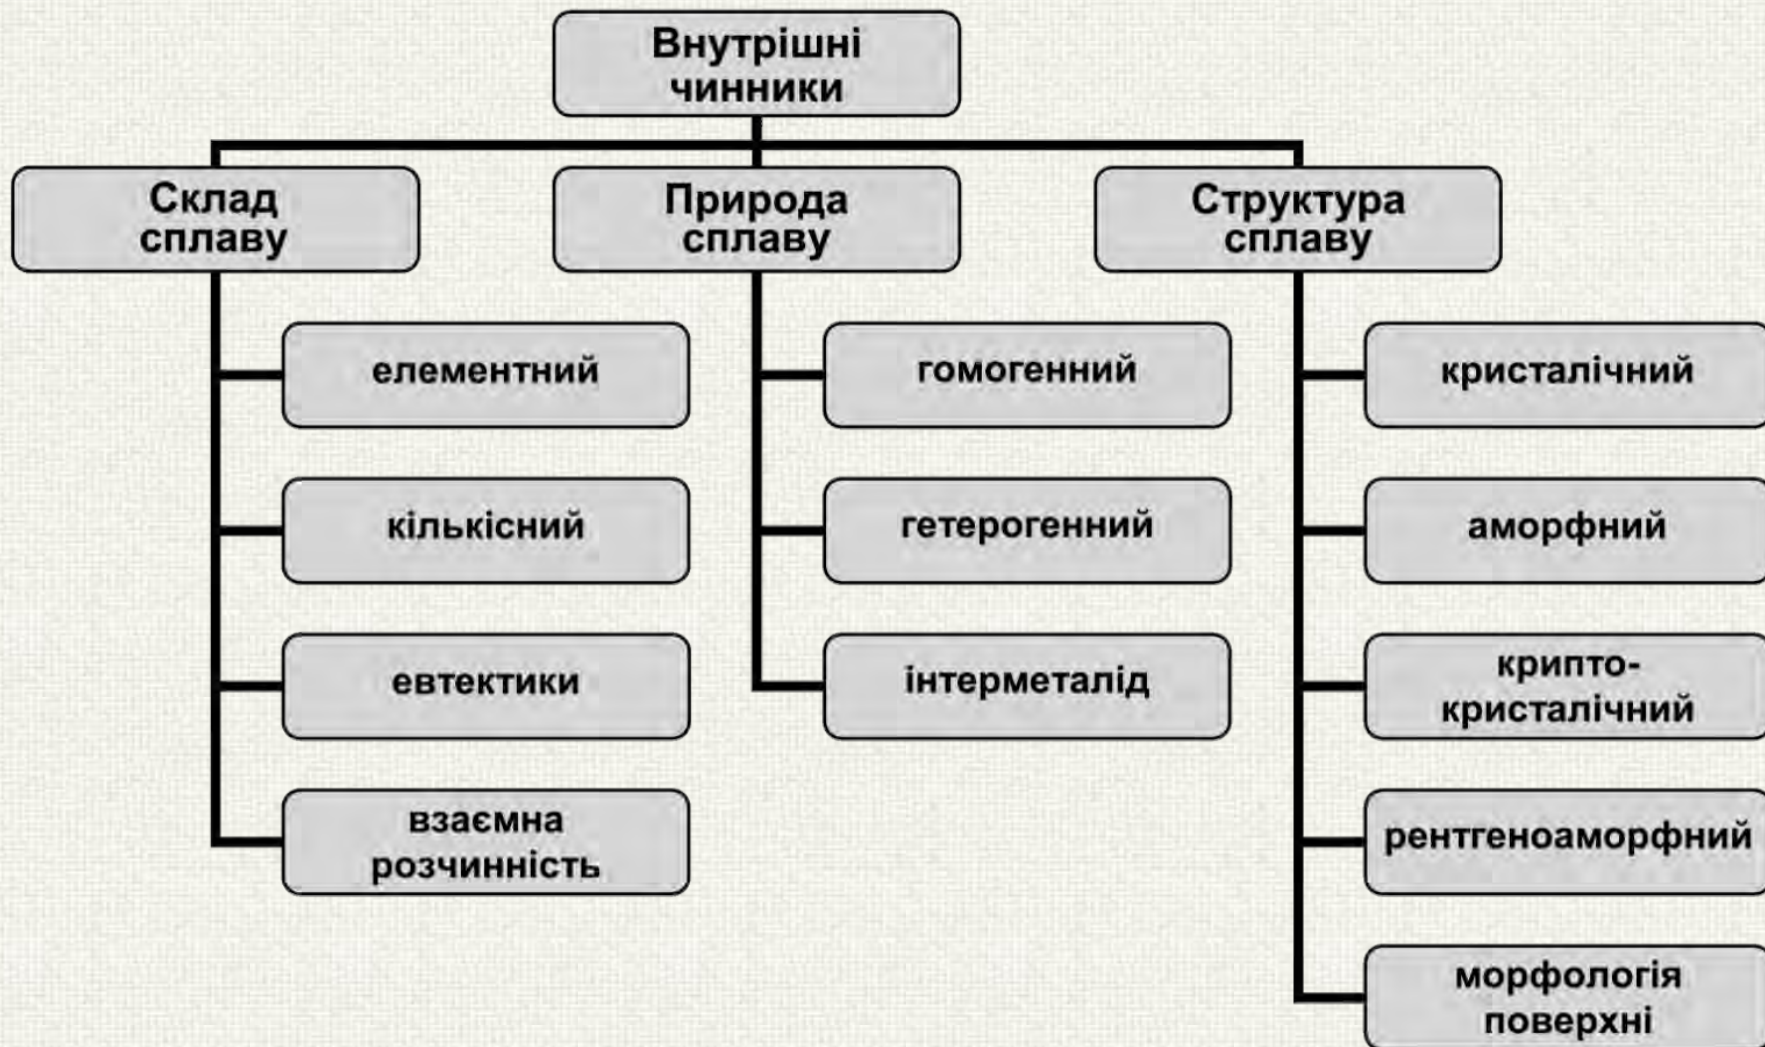 Внутрішні
чинники
Склад
сплаву
елементний
кількісний
евтектики
взаємна
розчинність
Природа
сплаву
гомогенний
гетерогенний
інтерметалід
Структура
сплаву
кристалічний
аморфний
крипто-
кристалічний
рентгеноаморфний
морфологія
поверхні